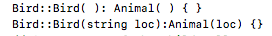 Bird::Bird( ): Animal( ) { }
Bird::Bird(string loc):Animal(loc) {}